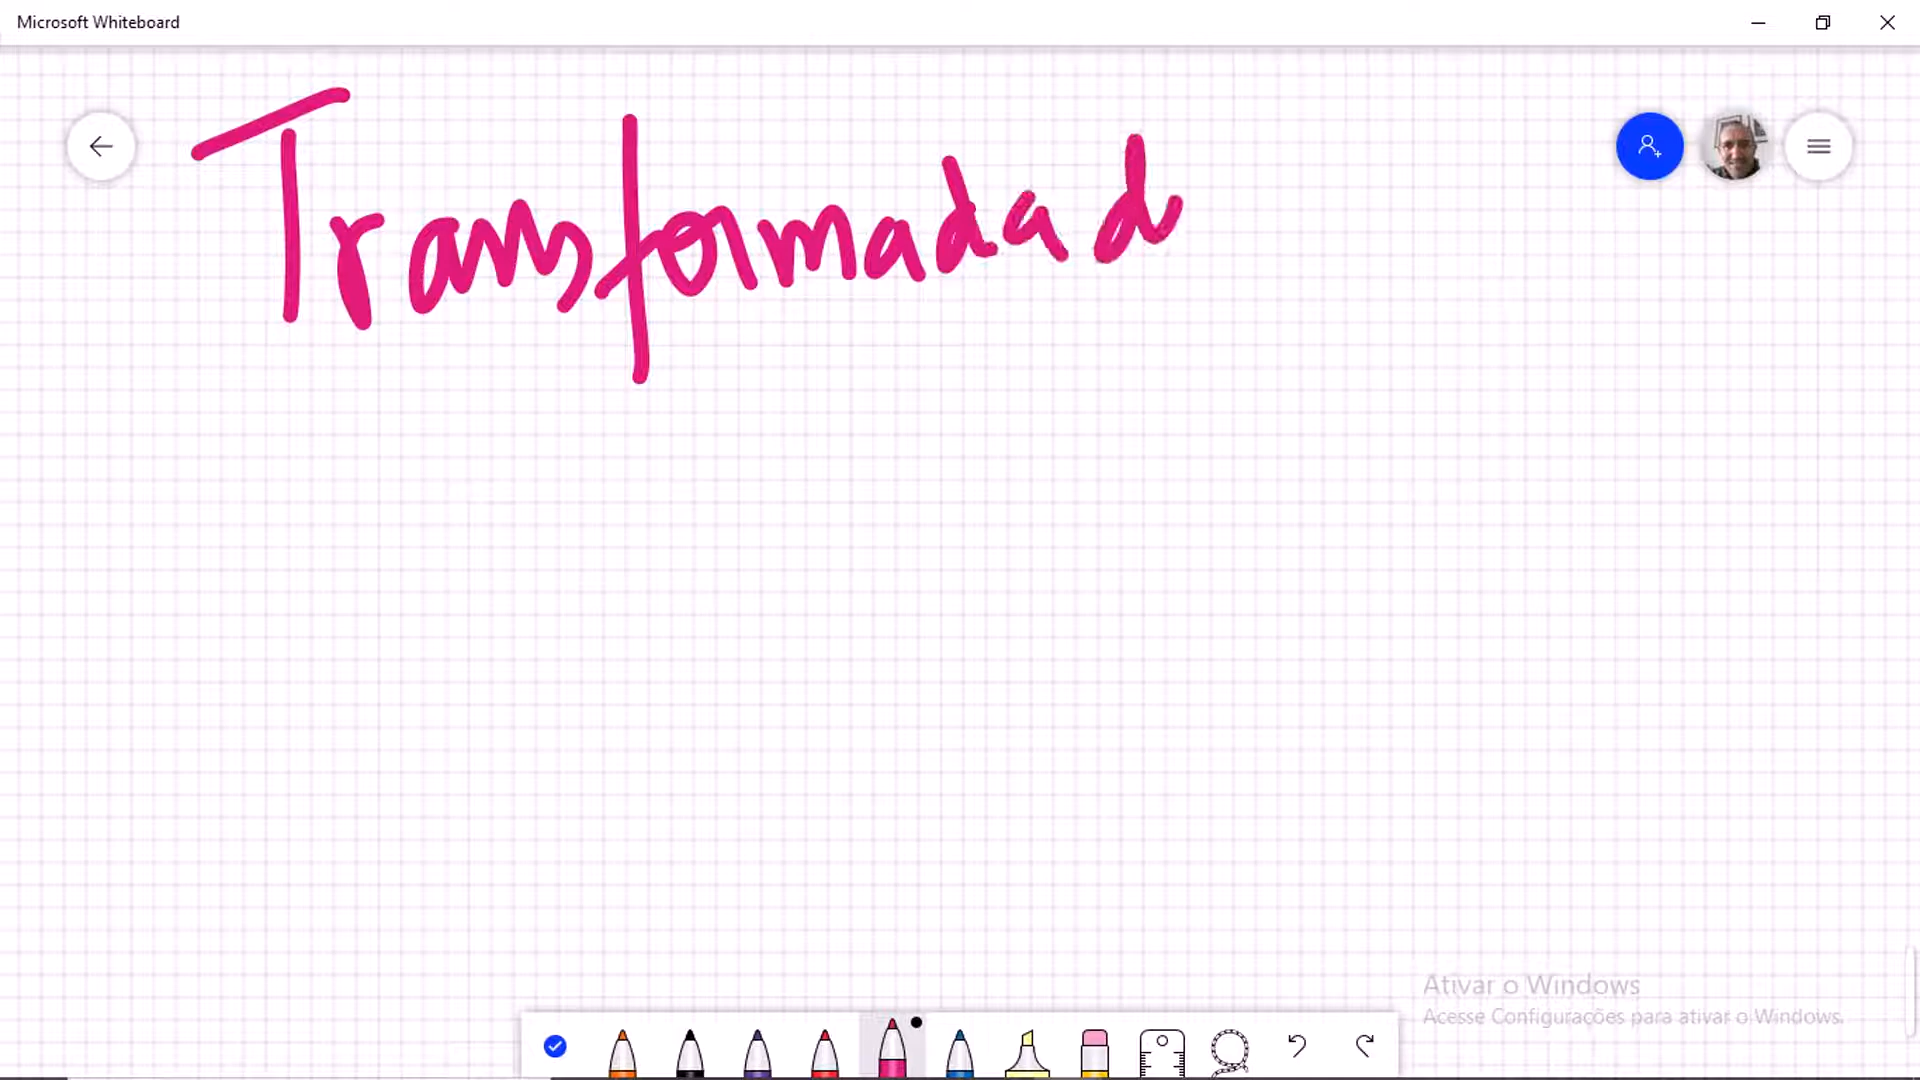 Microsoft Whiteboard
Transformada d
Ativar o Windows
Acesse Configurações para ativar o Windows.